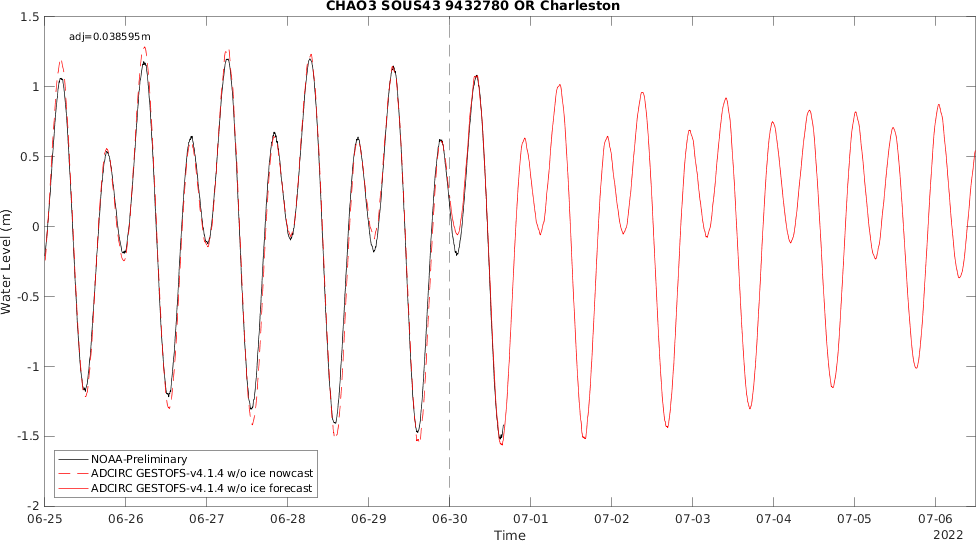 CHAO3 SOUS43 9432780 OR Charleston
adj=0.038595m
Water Level (m)
1.5
1
0.5
0
-0.5
-1
-1.5
-2
NOAA-Preliminary
ADCIRC GESTOFS-v4.1.4 w/o ice nowcast
ADCIRC GESTOFS-v4.1.4 w/o ice forecast
06-25 06-26 06-27 06-28 06-29 06-30 07-01 07-02 07-03 07-04 07-05 07-06
Time
2022